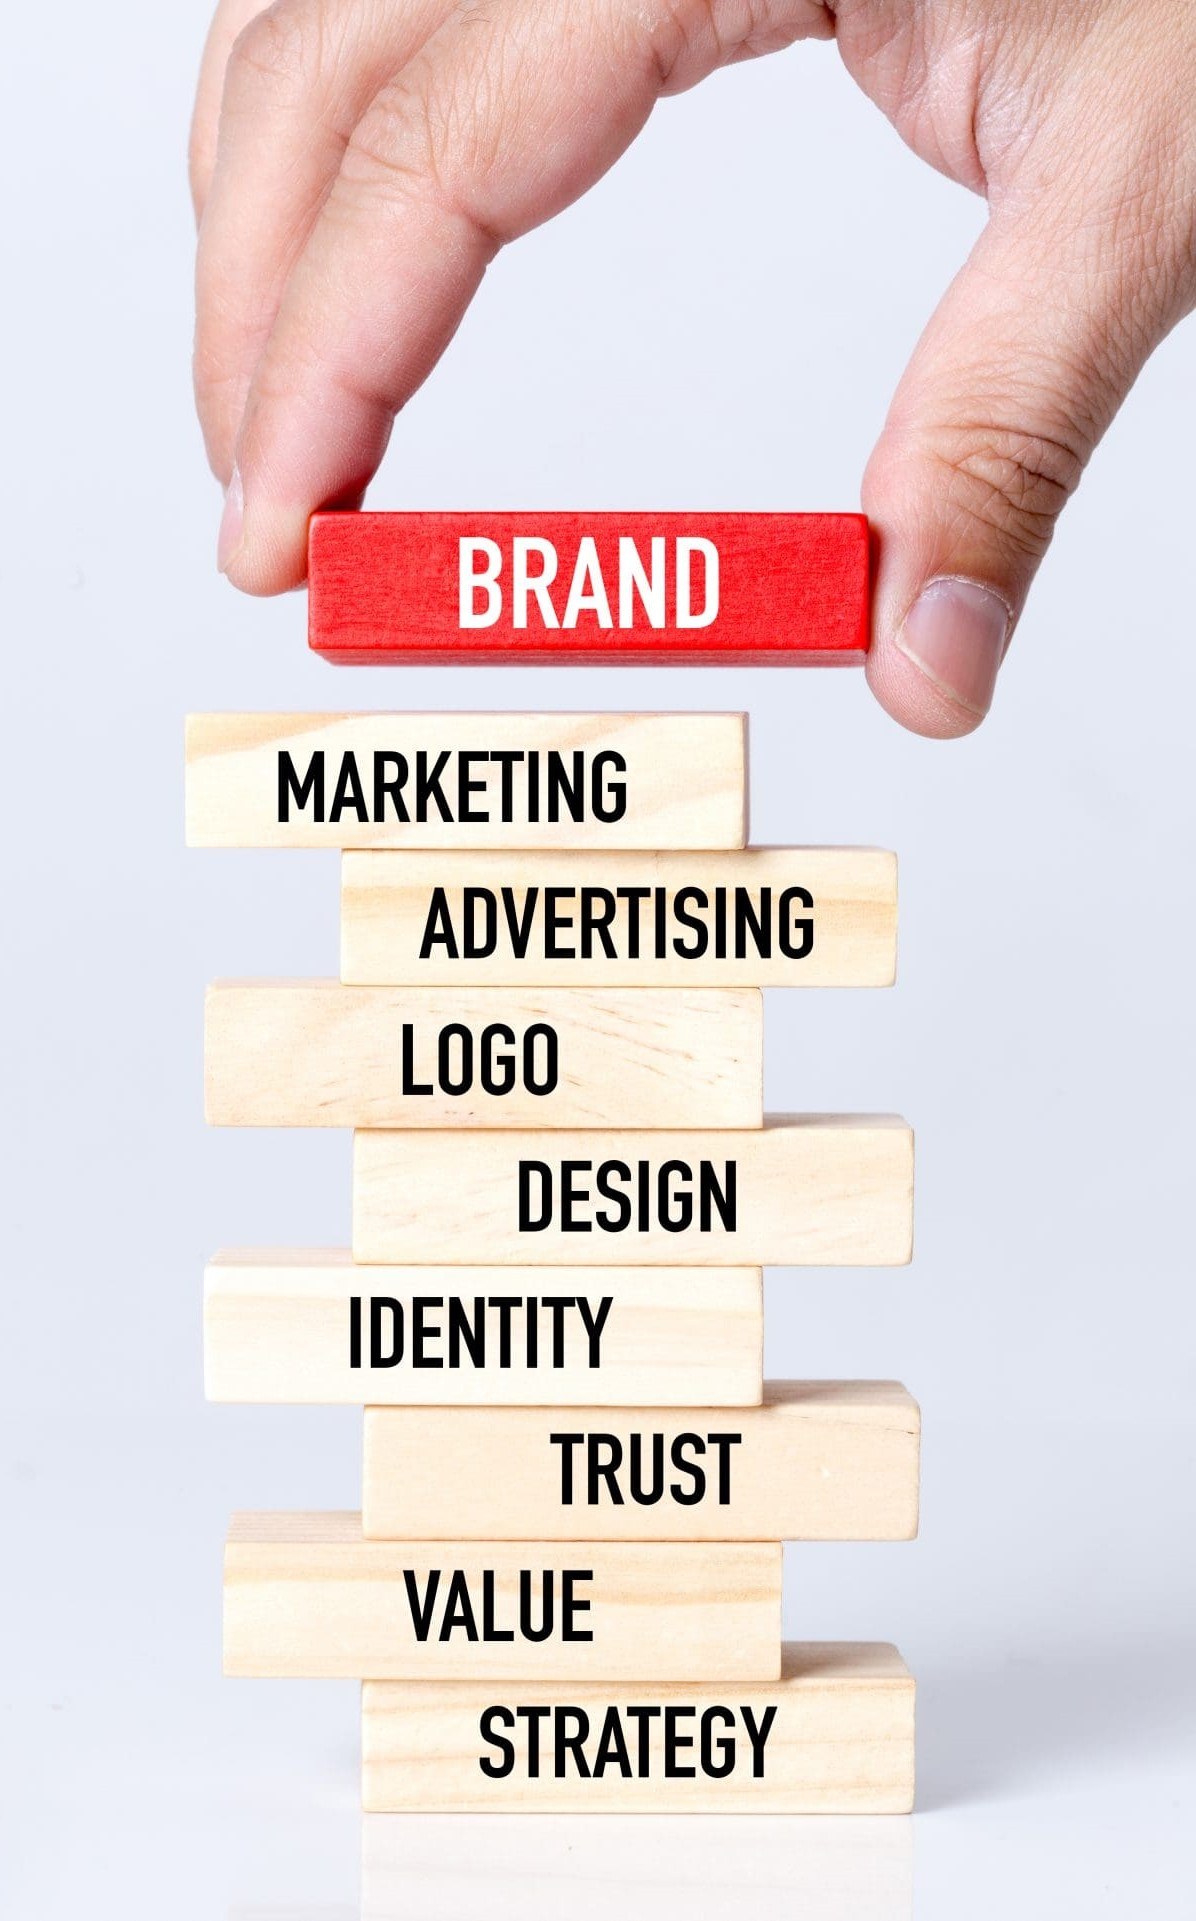 BRAND
MARKETING
ADVERTISING
LOGO
DESIGN
IDENTITY
TRUST
VALUE
STRATEGY